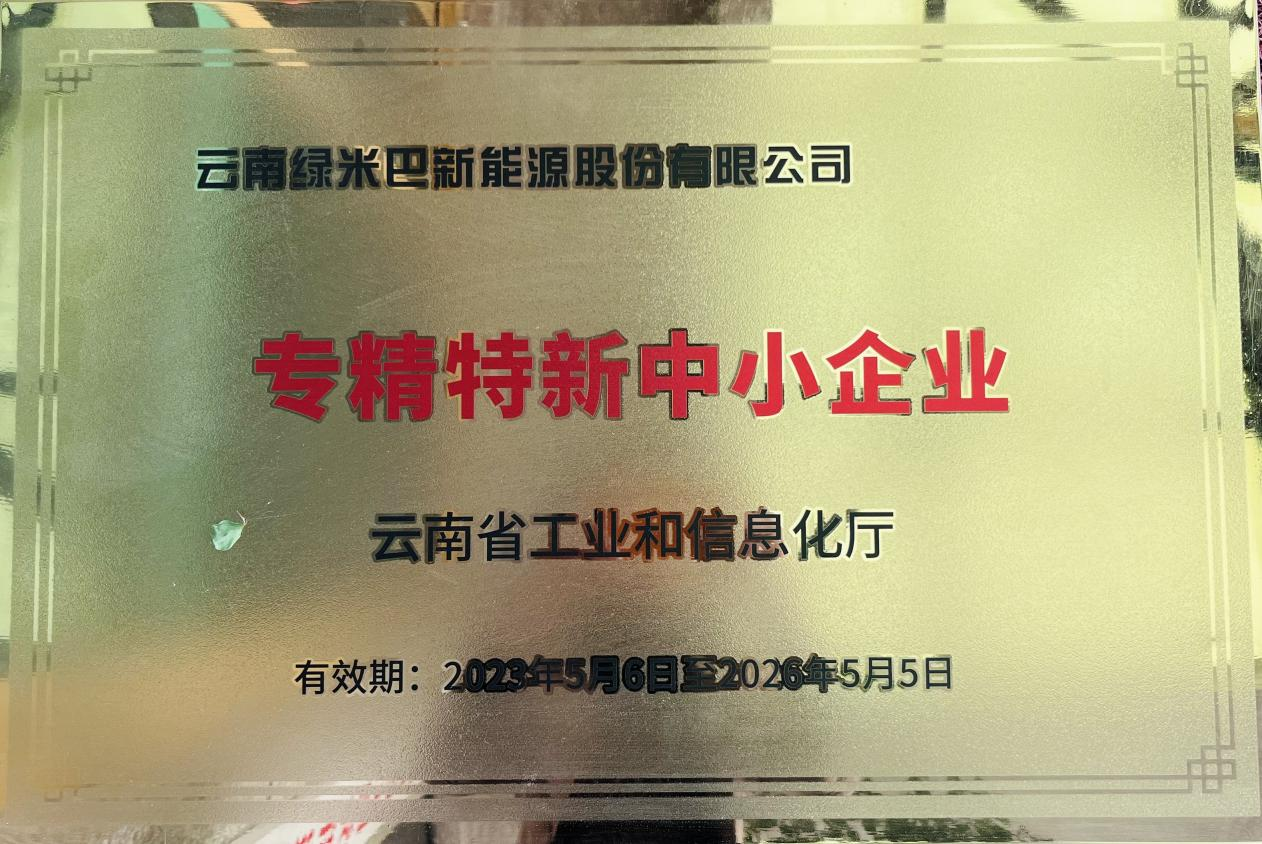 云南绿米巴新能源股份有限公司
专精特新中小企业
云南省工业和信息化厅
有效期：2023年5月6日至2026年5月5日